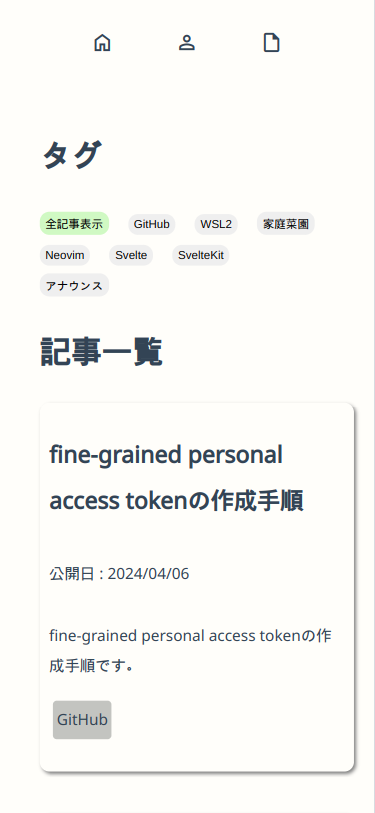 タグ
全記事表示 GitHub WSL2 家庭菜園
Neovim Svelte SvelteKit
アナウンス
記事一覧
fine-grained personal
access tokenの作成手順
公開日 : 2024/04/06
fine-grained personal access tokenの作
成手順です。
GitHub